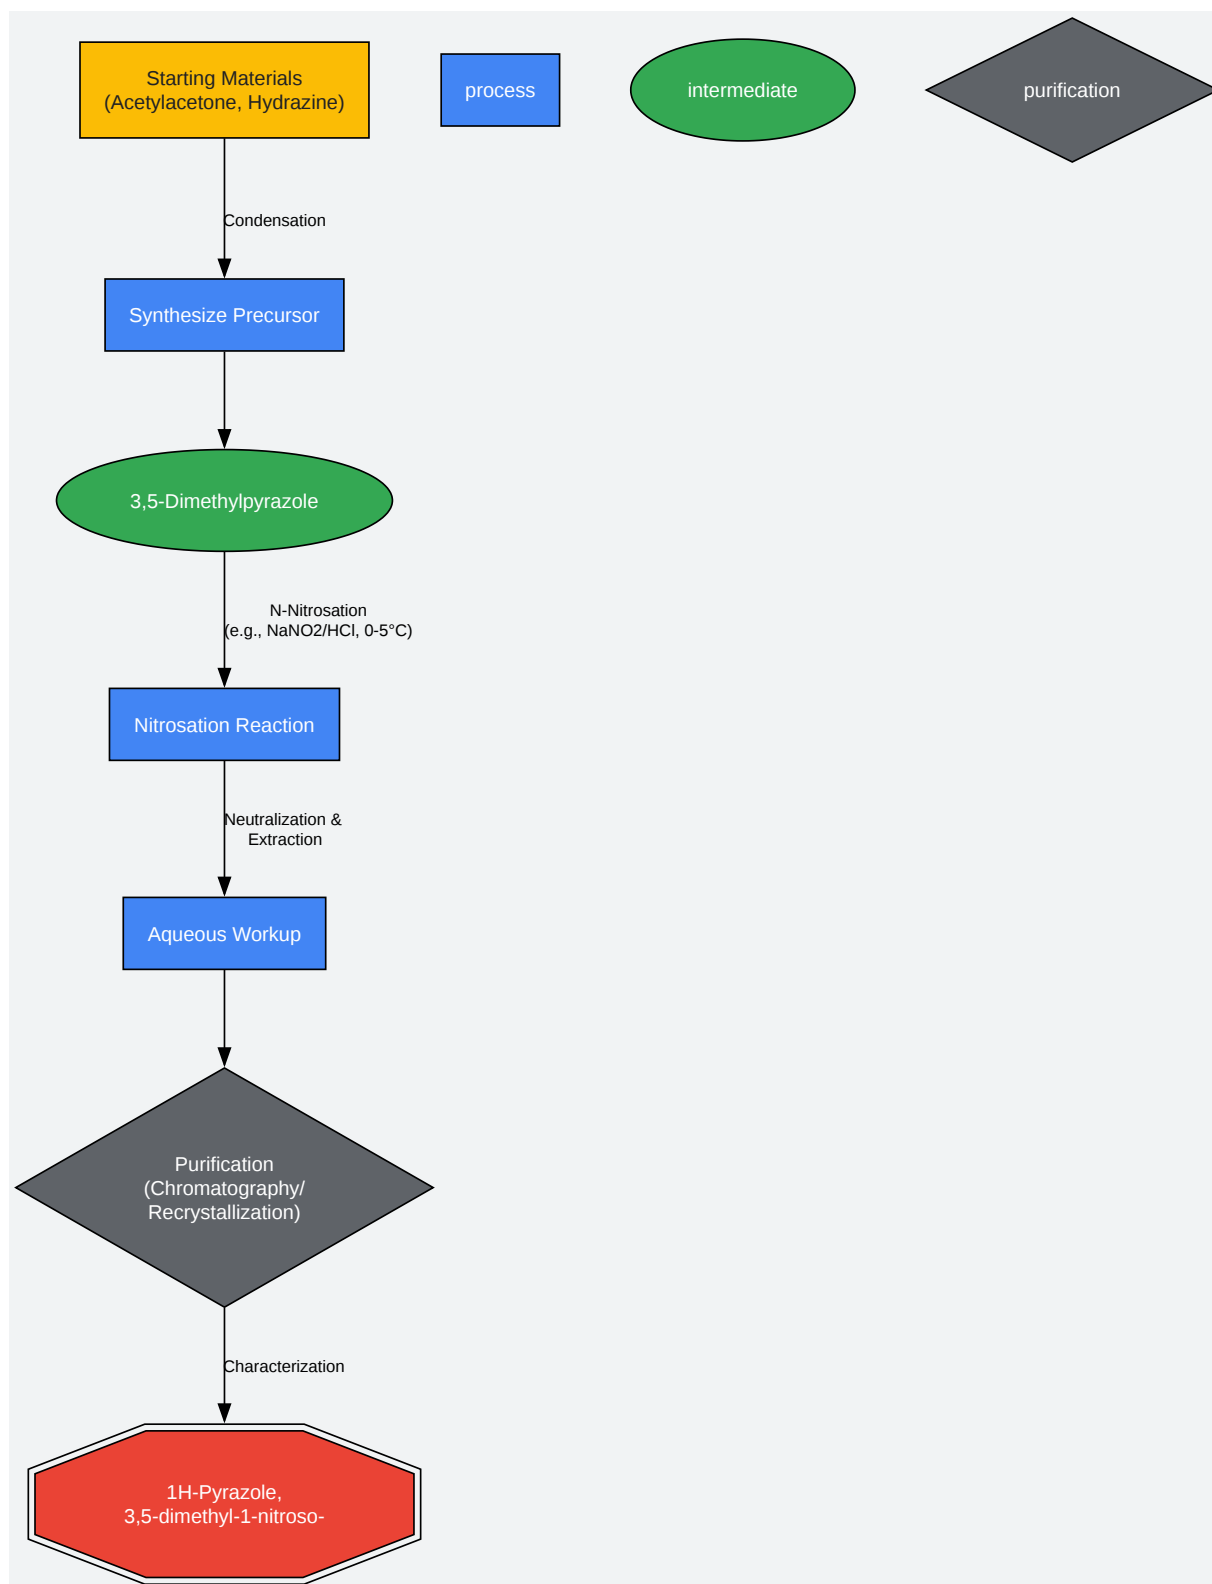 Starting Materials
(Acetylacetone, Hydrazine)
process
intermediate
purification
Condensation
Synthesize Precursor
3,5-Dimethylpyrazole
N-Nitrosation
(e.g., NaNO2/HCl, 0-5°C)
Nitrosation Reaction
Neutralization &
Extraction
Aqueous Workup
Purification
(Chromatography/
Recrystallization)
Characterization
1H-Pyrazole,
3,5-dimethyl-1-nitroso-